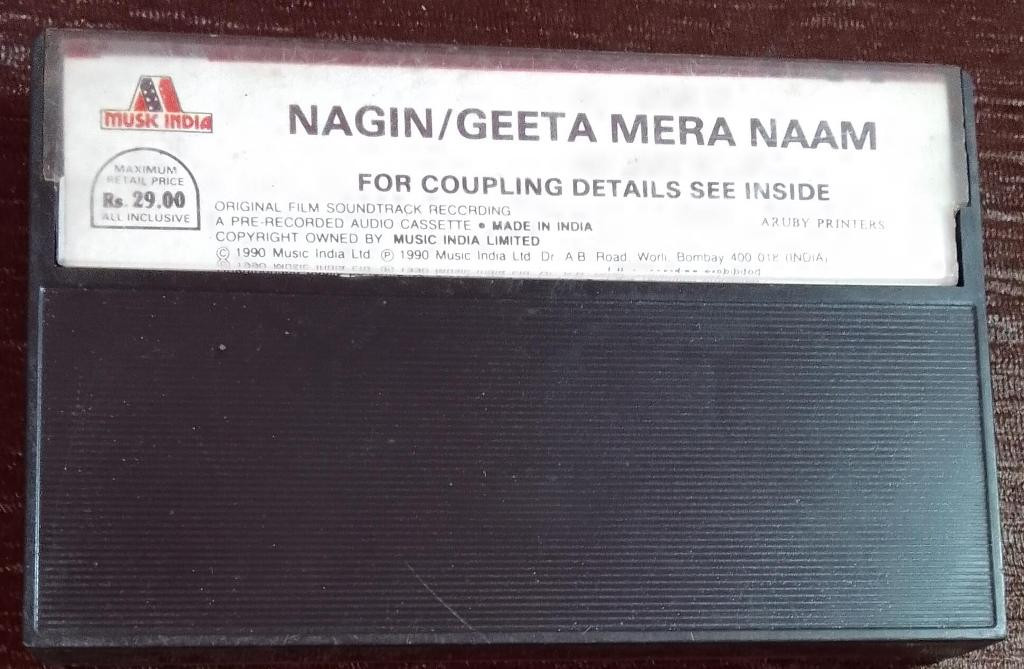 MUSIC INDIA
NAGIN/GEETA MERA NAAM
FOR COUPLING DETAILS SEE INSIDE
MAXIMUM
RETAIL PRICE
Rs. 29.00
ALL INCLUSIVE
ORIGINAL FILM SOUNDTRACK RECORDING
A PRE-RECORDED AUDIO CASSETTE • MADE IN INDIA
COPYRIGHT OWNED BY MUSIC INDIA LIMITED
ARUBY PRINTERS
© 1990 Music India Ltd ℗ 1990 Music India Ltd Dr A B Road Worli, Bombay 400 018 (INDIA)